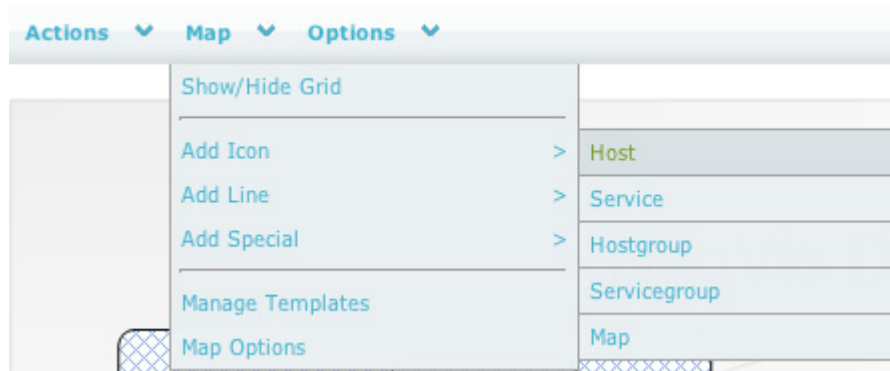 Actions Map Options
Show/Hide Grid
Add Icon >
Add Line >
Add Special >
Manage Templates
Map Options
Host
Service
Hostgroup
Servicegroup
Map